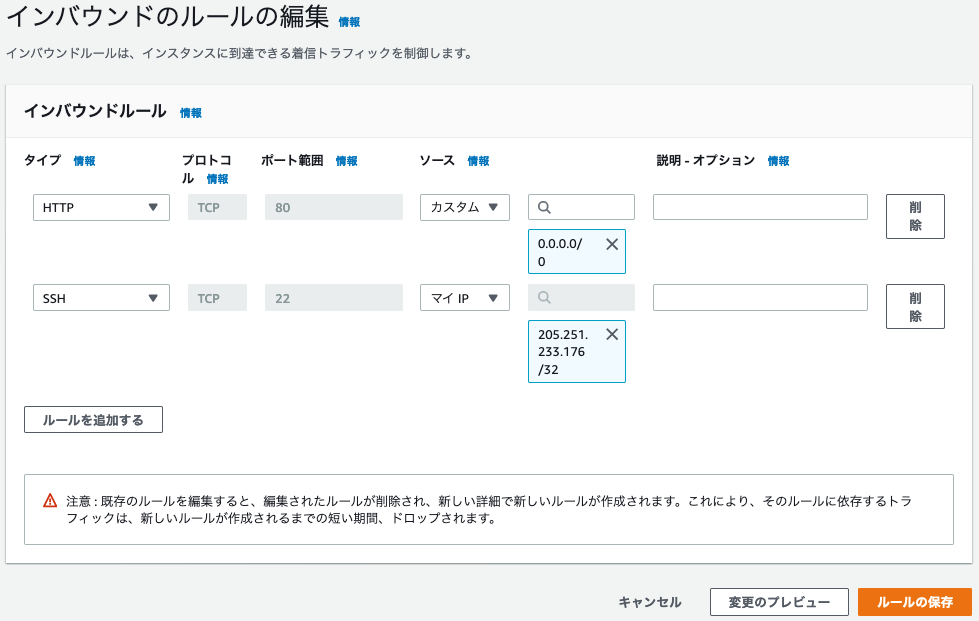 インバウンドのルールの編集 情報
インバウンドルールは、インスタンスに到達できる着信トラフィックを制御します。
インバウンドルール 情報
タイプ 情報 プロトコ ポート範囲 情報 ソース 情報 説明 - オプション 情報
ル 情報
HTTP TCP 80 カスタム 削
除
0.0.0.0/
0
SSH TCP 22 マイ IP 削
除
205.251.
233.176
/32
ルールを追加する
注意 : 既存のルールを編集すると、編集されたルールが削除され、新しい詳細で新しいルールが作成されます。これにより、そのルールに依存するトラ
フィックは、新しいルールが作成されるまでの短い期間、ドロップされます。
キャンセル 変更のプレビュー ルールの保存